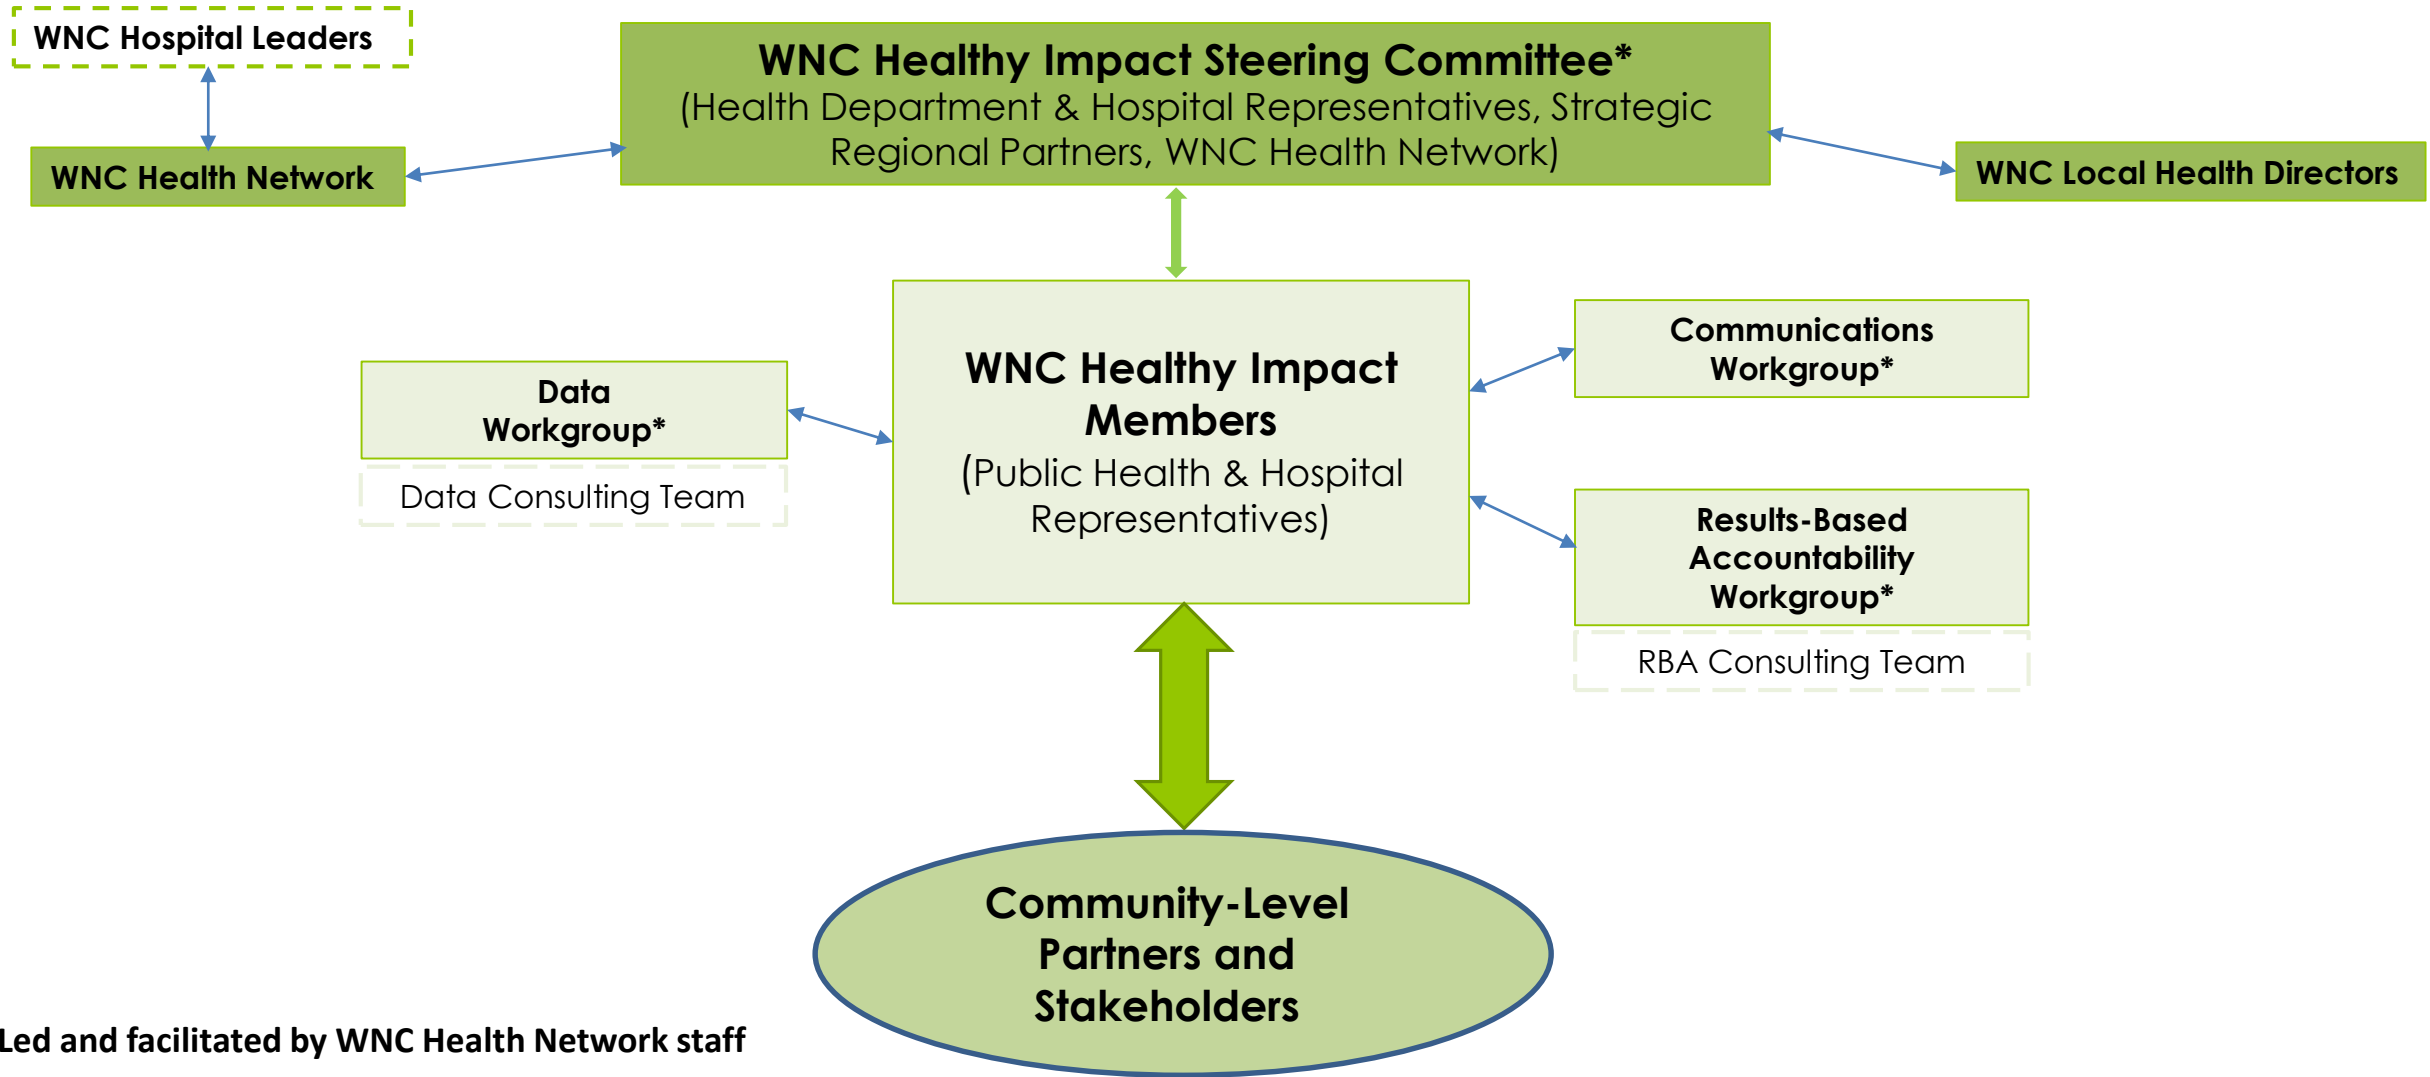 WNC Hospital Leaders
WNC Healthy Impact Steering Committee*
(Health Department & Hospital Representatives, Strategic
Regional Partners, WNC Health Network)
WNC Health Network
WNC Local Health Directors
WNC Healthy Impact
Members
(Public Health & Hospital
Representatives)
Data
Workgroup*
Data Consulting Team
Communications
Workgroup*
Results-Based
Accountability
Workgroup*
RBA Consulting Team
Community-Level
Partners and
Stakeholders
Led and facilitated by WNC Health Network staff